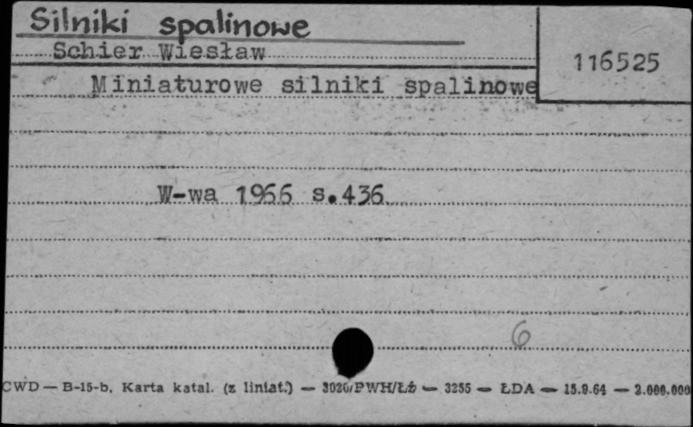 Silniki spalinowe
Schier Wiesław
116525
Miniaturowe silniki spalinowe
W-wa 1966 s.436
6
CWD — B-15-b. Karta katal. (z liniat.) — 3020/PWH/Łź — 3255 — ŁDA — 15.9.64 — 2.000.000